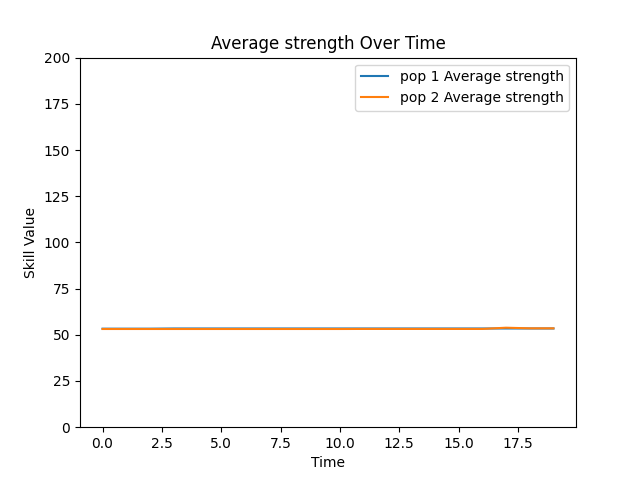 Average strength Over Time
200
175
150
125
100
75
50
25
0
Skill Value
pop 1 Average strength
pop 2 Average strength
0.0 2.5 5.0 7.5 10.0 12.5 15.0 17.5
Time